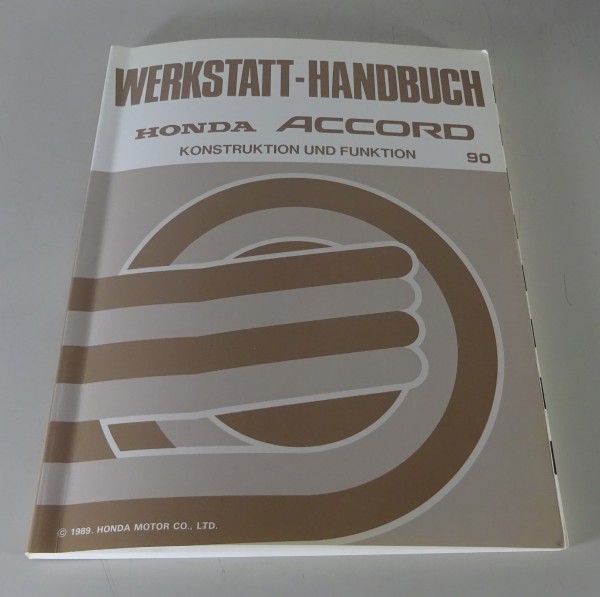 WERKSTATT-HANDBUCH
HONDA ACCORD
KONSTRUKTION UND FUNKTION 90
© 1989. HONDA MOTOR CO., LTD.